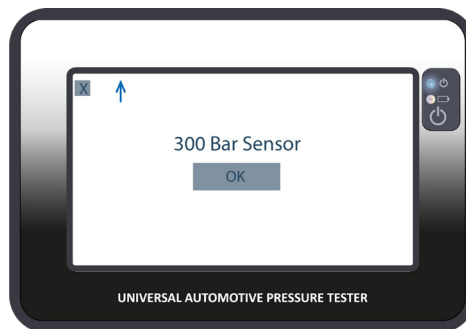 X
300 Bar Sensor
OK
UNIVERSAL AUTOMOTIVE PRESSURE TESTER